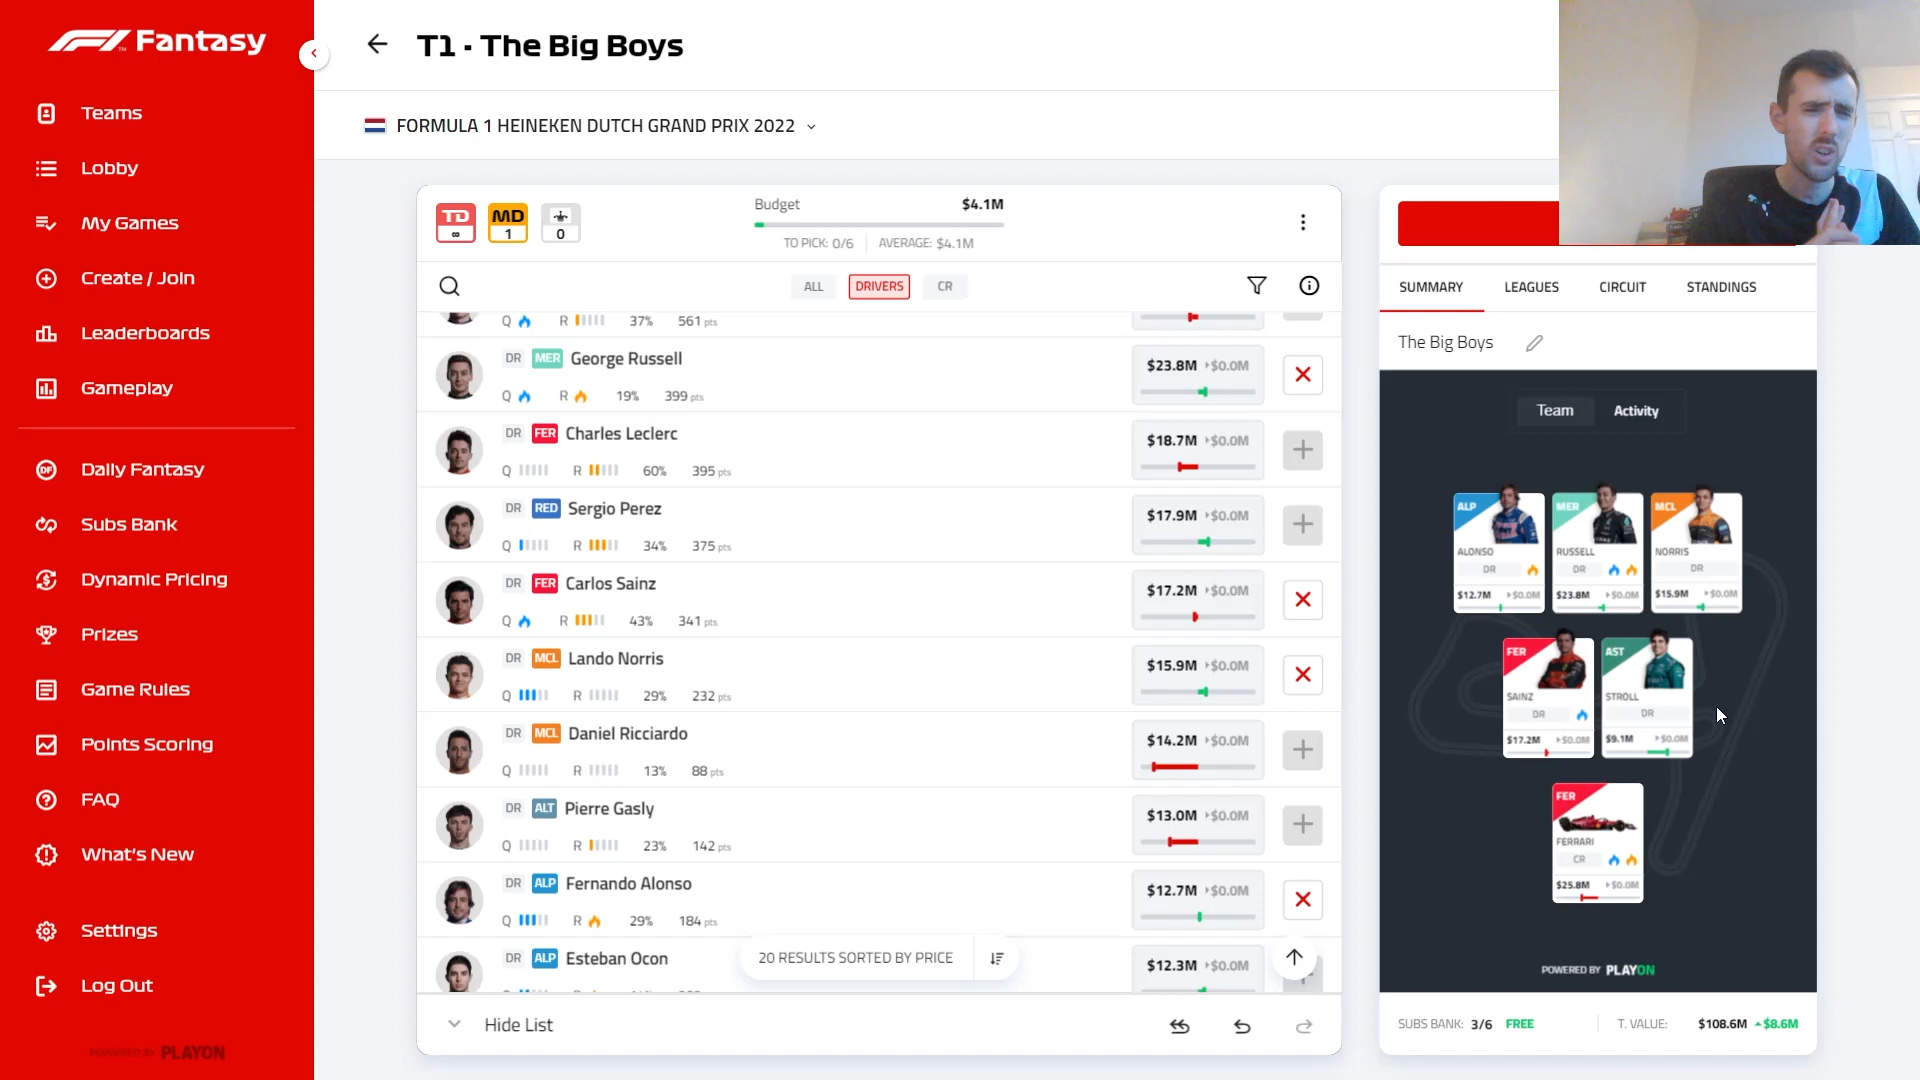 F1 Fantasy
Teams
Lobby
My Games
Create / Join
Leaderboards
Gameplay
Daily Fantasy
Subs Bank
Dynamic Pricing
Prizes
Game Rules
Points Scoring
FAQ
What's New
Settings
Log Out
POWERED BY PLAYON
T1 · The Big Boys
FORMULA 1 HEINEKEN DUTCH GRAND PRIX 2022
TD ∞
MD 1
0
Budget $4.1M
TO PICK: 0/6 AVERAGE: $4.1M
ALL DRIVERS CR
Q R 37% 561 pts
DR MER George Russell $23.8M $0.0M
Q R 19% 399 pts
DR FER Charles Leclerc $18.7M $0.0M
Q R 60% 395 pts
DR RED Sergio Perez $17.9M $0.0M
Q R 34% 375 pts
DR FER Carlos Sainz $17.2M $0.0M
Q R 43% 341 pts
DR MCL Lando Norris $15.9M $0.0M
Q R 29% 232 pts
DR MCL Daniel Ricciardo $14.2M $0.0M
Q R 13% 88 pts
DR ALT Pierre Gasly $13.0M $0.0M
Q R 23% 142 pts
DR ALP Fernando Alonso $12.7M $0.0M
Q R 29% 184 pts
DR ALP Esteban Ocon $12.3M $0.0M
20 RESULTS SORTED BY PRICE
Hide List
SUMMARY LEAGUES CIRCUIT STANDINGS
The Big Boys
Team Activity
ALP MER MCL
ALONSO RUSSELL NORRIS
DR DR DR
$12.7M $0.0M $23.8M $0.0M $15.9M $0.0M
FER AST
SAINZ STROLL
DR DR
$17.2M $0.0M $9.1M $0.0M
FER
FERRARI
CR
$25.8M $0.0M
POWERED BY PLAYON
SUBS BANK: 3/6 FREE T. VALUE: $108.6M $8.6M